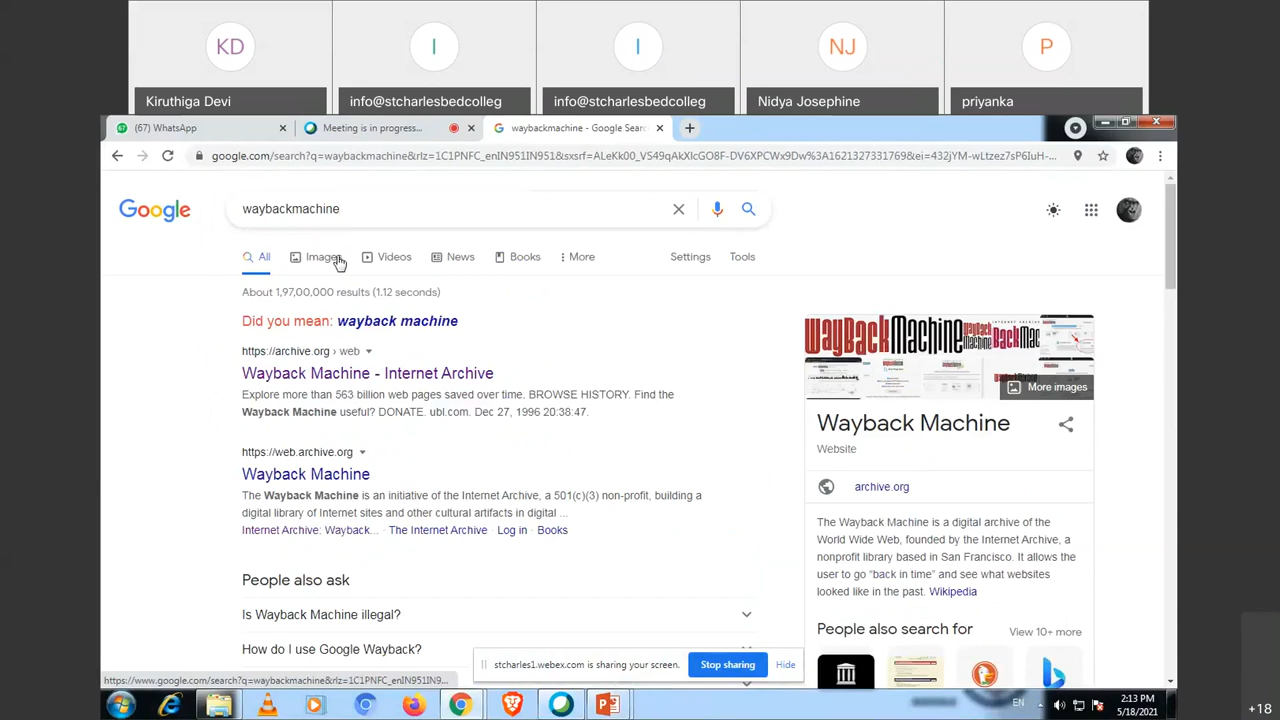 KD
I
I
NJ
P
Kiruthiga Devi
info@stcharlesbedcolleg
info@stcharlesbedcolleg
Nidya Josephine
priyanka
(67) WhatsApp
Meeting is in progress...
waybackmachine - Google Sear
google.com/search?q=waybackmachine&rlz=1C1PNFC_enIN951IN951&sxsrf=ALeKk00_VS49qAkXIcGO8F-DV6XPCWx9Dw%3A1621327331769&ei=432jYM-wLtzez7sP6IuH-...
Google
waybackmachine
All
Images
Videos
News
Books
More
Settings
Tools
About 1,97,00,000 results (1.12 seconds)
Did you mean: wayback machine
https://archive.org › web
Wayback Machine - Internet Archive
Explore more than 563 billion web pages saved over time. BROWSE HISTORY. Find the
Wayback Machine useful? DONATE. ubl.com. Dec 27, 1996 20:38:47.
https://web.archive.org
Wayback Machine
The Wayback Machine is an initiative of the Internet Archive, a 501(c)(3) non-profit, building a
digital library of Internet sites and other cultural artifacts in digital ...
Internet Archive: Wayback... · The Internet Archive · Log in · Books
People also ask
Is Wayback Machine illegal?
How do I use Google Wayback?
INTERNET ARCHIVE
WayBackMachine
More images
Wayback Machine
Website
archive.org
The Wayback Machine is a digital archive of the
World Wide Web, founded by the Internet Archive, a
nonprofit library based in San Francisco. It allows the
user to go “back in time” and see what websites
looked like in the past. Wikipedia
People also search for
View 10+ more
stcharles1.webex.com is sharing your screen.
Stop sharing
Hide
https://www.google.com/search?q=waybackmachine&rlz=1C1PNFC_enIN951IN9...
EN
2:13 PM
5/18/2021
+18